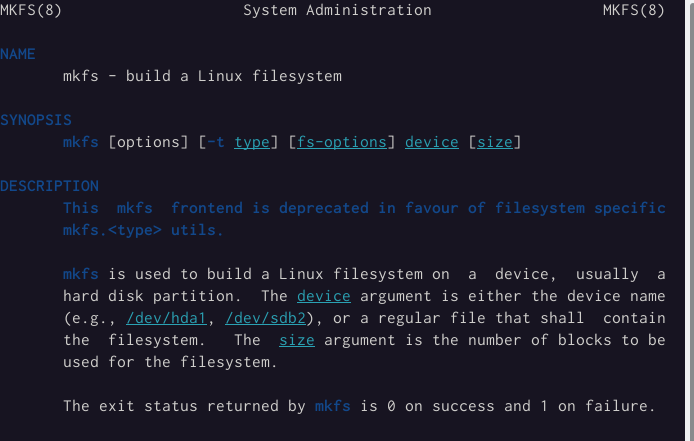 MKFS(8) System Administration MKFS(8)
NAME
mkfs - build a Linux filesystem
SYNOPSIS
mkfs [options] [-t type] [fs-options] device [size]
DESCRIPTION
This mkfs frontend is deprecated in favour of filesystem specific
mkfs.<type> utils.
mkfs is used to build a Linux filesystem on a device, usually a
hard disk partition. The device argument is either the device name
(e.g., /dev/hda1, /dev/sdb2), or a regular file that shall contain
the filesystem. The size argument is the number of blocks to be
used for the filesystem.
The exit status returned by mkfs is 0 on success and 1 on failure.